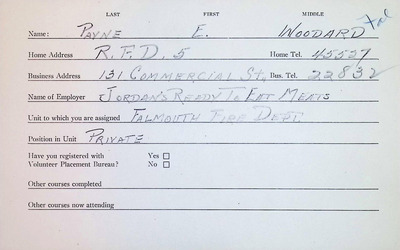 LAST FIRST MIDDLE
Name: PAYNE E. WOODARD Fal
Home Address R.F.D. 5 Home Tel. 45527
Business Address 131 COMMERCIAL St. Bus. Tel. 22832
Name of Employer JORDAN'S READY TO EAT MEATS
Unit to which you are assigned FALMOUTH FIRE DEPT.
Position in Unit PRIVATE
Have you registered with Yes ☐
Volunteer Placement Bureau? No ☐
Other courses completed
Other courses now attending